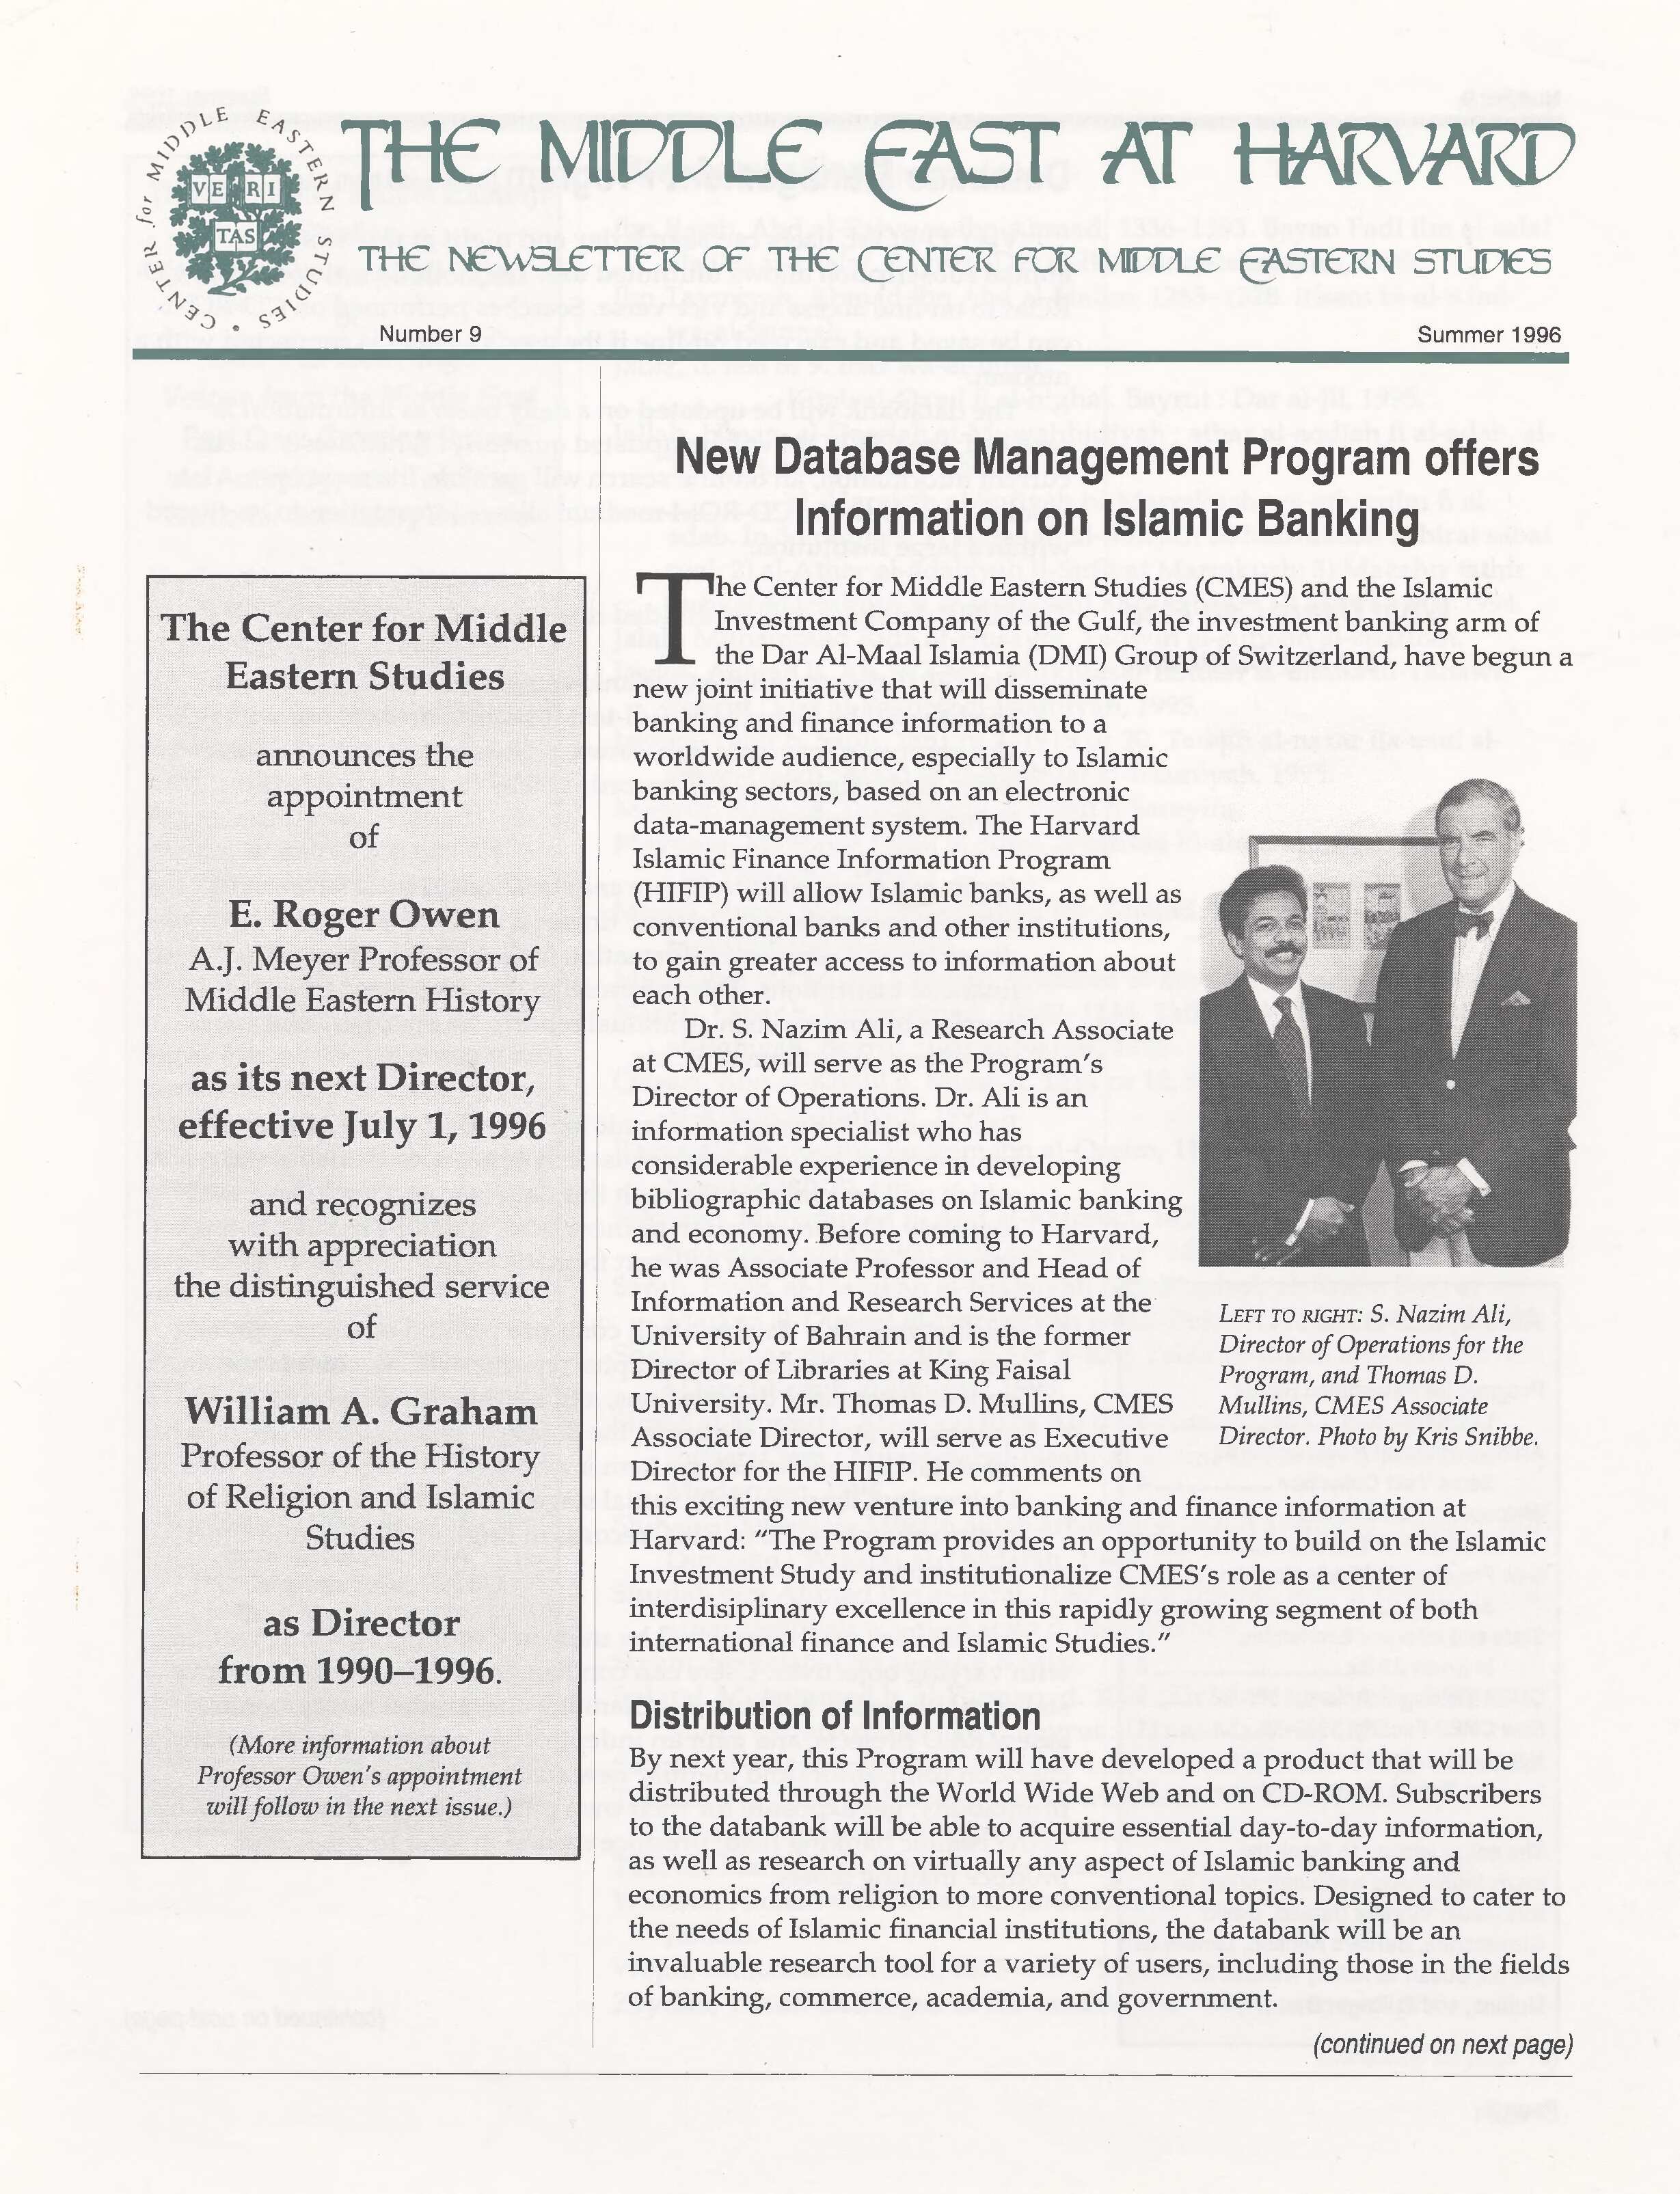 CENTER for MIDDLE EASTERN STUDIES •
VE RI
TAS
THE MIDDLE EAST AT HARVARD
THE NEWSLETTER OF THE CENTER FOR MIDDLE EASTERN STUDIES
Number 9
Summer 1996
The Center for Middle
Eastern Studies
announces the
appointment
of
E. Roger Owen
A.J. Meyer Professor of
Middle Eastern History
as its next Director,
effective July 1, 1996
and recognizes
with appreciation
the distinguished service
of
William A. Graham
Professor of the History
of Religion and Islamic
Studies
as Director
from 1990–1996.
(More information about
Professor Owen's appointment
will follow in the next issue.)
New Database Management Program offers
Information on Islamic Banking
The Center for Middle Eastern Studies (CMES) and the Islamic
Investment Company of the Gulf, the investment banking arm of
the Dar Al-Maal Islamia (DMI) Group of Switzerland, have begun a
new joint initiative that will disseminate
banking and finance information to a
worldwide audience, especially to Islamic
banking sectors, based on an electronic
data-management system. The Harvard
Islamic Finance Information Program
(HIFIP) will allow Islamic banks, as well as
conventional banks and other institutions,
to gain greater access to information about
each other.
Dr. S. Nazim Ali, a Research Associate
at CMES, will serve as the Program's
Director of Operations. Dr. Ali is an
information specialist who has
considerable experience in developing
bibliographic databases on Islamic banking
and economy. Before coming to Harvard,
he was Associate Professor and Head of
Information and Research Services at the
University of Bahrain and is the former
Director of Libraries at King Faisal
University. Mr. Thomas D. Mullins, CMES
Associate Director, will serve as Executive
Director for the HIFIP. He comments on
this exciting new venture into banking and finance information at
Harvard: "The Program provides an opportunity to build on the Islamic
Investment Study and institutionalize CMES's role as a center of
interdisiplinary excellence in this rapidly growing segment of both
international finance and Islamic Studies."
LEFT TO RIGHT: S. Nazim Ali,
Director of Operations for the
Program, and Thomas D.
Mullins, CMES Associate
Director. Photo by Kris Snibbe.
Distribution of Information
By next year, this Program will have developed a product that will be
distributed through the World Wide Web and on CD-ROM. Subscribers
to the databank will be able to acquire essential day-to-day information,
as well as research on virtually any aspect of Islamic banking and
economics from religion to more conventional topics. Designed to cater to
the needs of Islamic financial institutions, the databank will be an
invaluable research tool for a variety of users, including those in the fields
of banking, commerce, academia, and government.
(continued on next page)